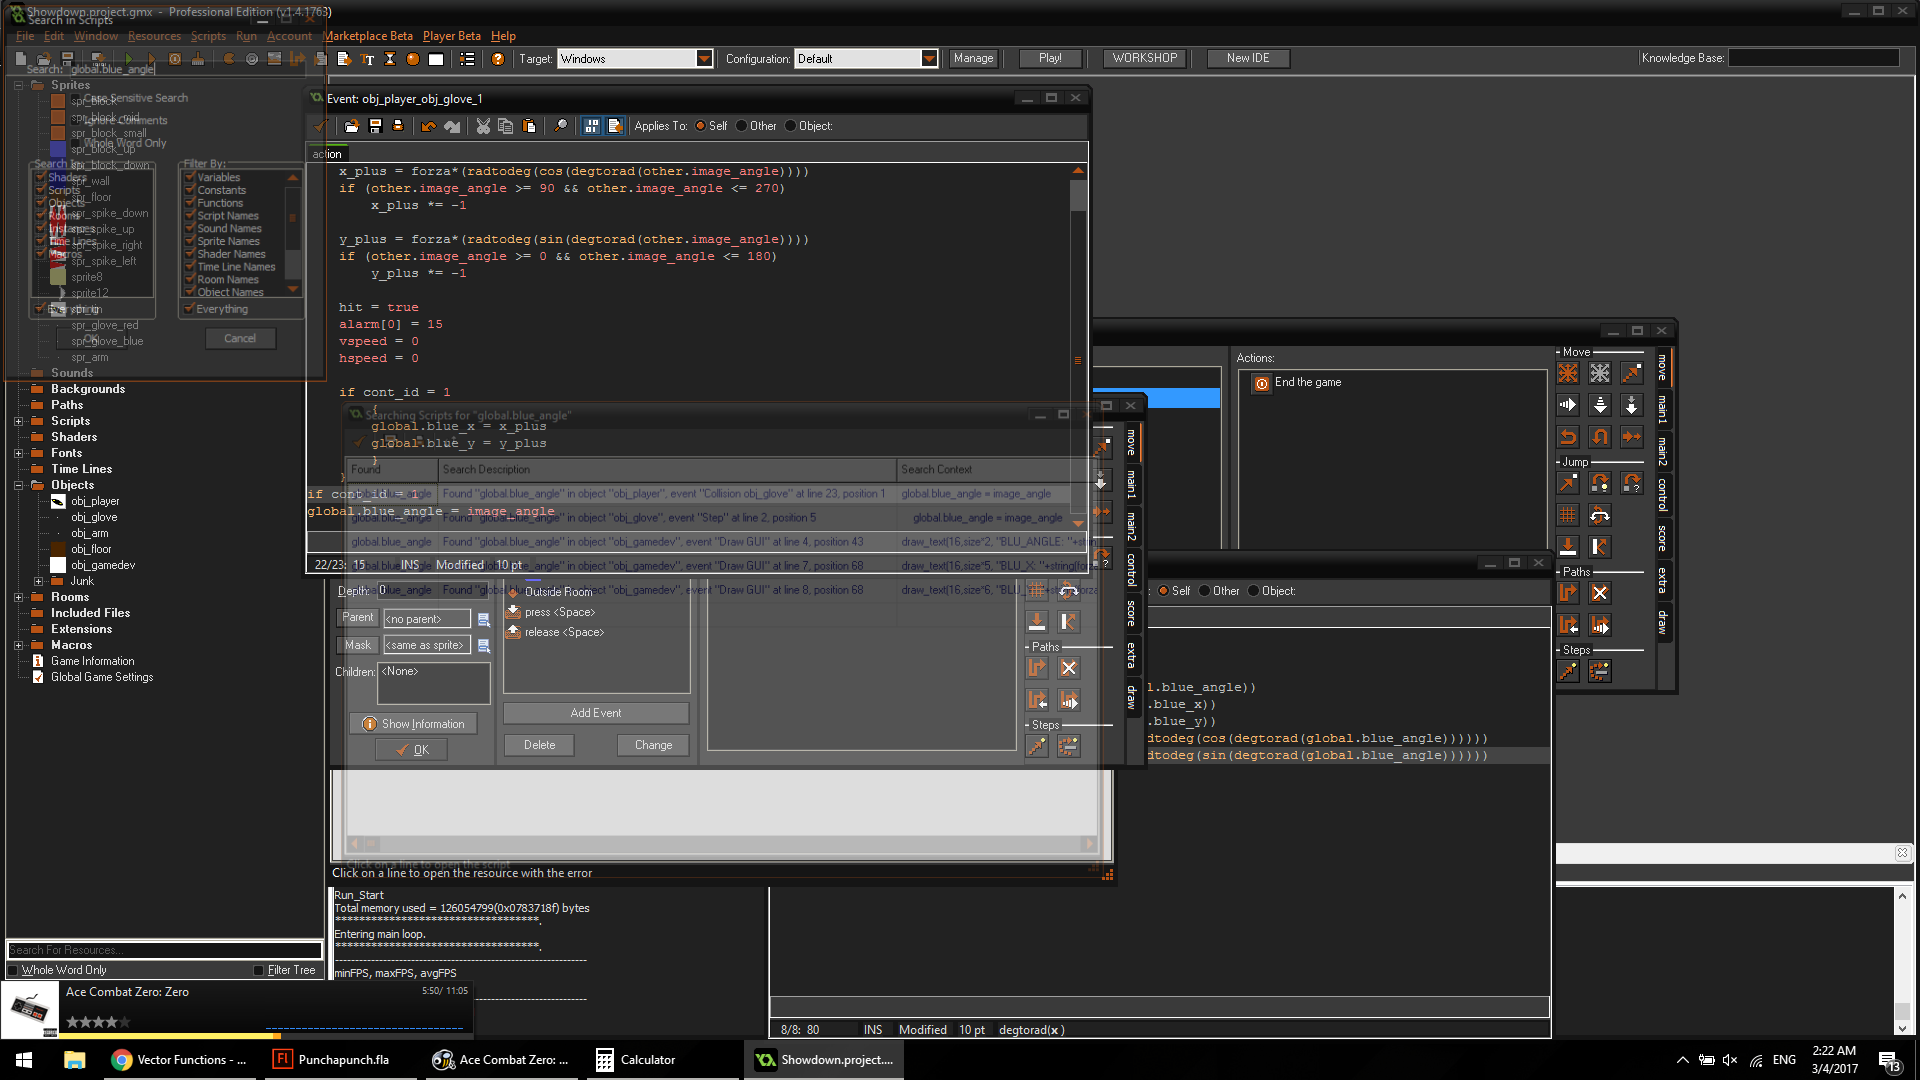 Showdown.project.gmx - Professional Edition (v1.4.1763)
Search in Scripts
File Edit Window Resources Scripts Run Account Marketplace Beta Player Beta Help
Target: Windows Configuration: Default Manage Play! WORKSHOP New IDE Knowledge Base:
Search: global.blue_angle
Case Sensitive Search
Ignore Comments
Whole Word Only
Search In:
Shaders
Scripts
Objects
Rooms
Instances
Time Lines
Macros
Everything
Filter By:
Variables
Constants
Functions
Script Names
Sound Names
Sprite Names
Shader Names
Time Line Names
Room Names
Object Names
Everything
OK Cancel
Sprites
spr_block
spr_block_mid
spr_block_small
spr_block_up
spr_block_down
spr_wall
spr_floor
spr_spike_down
spr_spike_up
spr_spike_right
spr_spike_left
sprite8
sprite12
spr_glove_red
spr_glove_blue
spr_arm
Sounds
Backgrounds
Paths
Scripts
Shaders
Fonts
Time Lines
Objects
obj_player
obj_glove
obj_arm
obj_floor
obj_gamedev
Junk
Rooms
Included Files
Extensions
Macros
Game Information
Global Game Settings
Search For Resources...
Whole Word Only Filter Tree
Event: obj_player_obj_glove_1
Applies To: Self Other Object:
action
x_plus = forza*(radtodeg(cos(degtorad(other.image_angle))))
if (other.image_angle >= 90 && other.image_angle <= 270)
x_plus *= -1
y_plus = forza*(radtodeg(sin(degtorad(other.image_angle))))
if (other.image_angle >= 0 && other.image_angle <= 180)
y_plus *= -1
hit = true
alarm[0] = 15
vspeed = 0
hspeed = 0
if cont_id = 1
{
global.blue_x = x_plus
global.blue_y = y_plus
}
}
if cont_id = 1
global.blue_angle = image_angle
22/23: 15 INS Modified 10 pt
Searching Scripts for "global.blue_angle"
Found Search Description Search Context
global.blue_angle Found "global.blue_angle" in object "obj_player", event "Collision obj_glove" at line 23, position 1 global.blue_angle = image_angle
global.blue_angle Found "global.blue_angle" in object "obj_glove", event "Step" at line 2, position 5 global.blue_angle = image_angle
global.blue_angle Found "global.blue_angle" in object "obj_gamedev", event "Draw GUI" at line 4, position 43 draw_text(16,size*2, "BLU_ANGLE: "+strin
global.blue_angle Found "global.blue_angle" in object "obj_gamedev", event "Draw GUI" at line 7, position 68 draw_text(16,size*5, "BLU_X: "+string(forza
global.blue_angle Found "global.blue_angle" in object "obj_gamedev", event "Draw GUI" at line 8, position 68 draw_text(16,size*6, "BLU_
Click on a line to open the script
Depth: 0
Parent <no parent>
Mask <same as sprite>
Children: <None>
Show Information
OK
Outside Room
press <Space>
release <Space>
Add Event
Delete Change
Paths
Steps
move
main1
main2
control
score
extra
draw
Actions:
End the game
Move
Jump
Paths
Steps
move
main1
main2
control
score
extra
draw
: Self Other Object:
l.blue_angle))
.blue_x))
.blue_y))
dtodeg(cos(degtorad(global.blue_angle))))))
dtodeg(sin(degtorad(global.blue_angle))))))
8/8: 80 INS Modified 10 pt degtorad(x )
Click on a line to open the resource with the error
Run_Start
Total memory used = 126054799(0x0783718f) bytes
**********************************.
Entering main loop.
**********************************.
minFPS, maxFPS, avgFPS
Ace Combat Zero: Zero 5:50/ 11:05
Vector Functions - ... Punchapunch.fla Ace Combat Zero: ... Calculator Showdown.project....
ENG
2:22 AM
3/4/2017
13